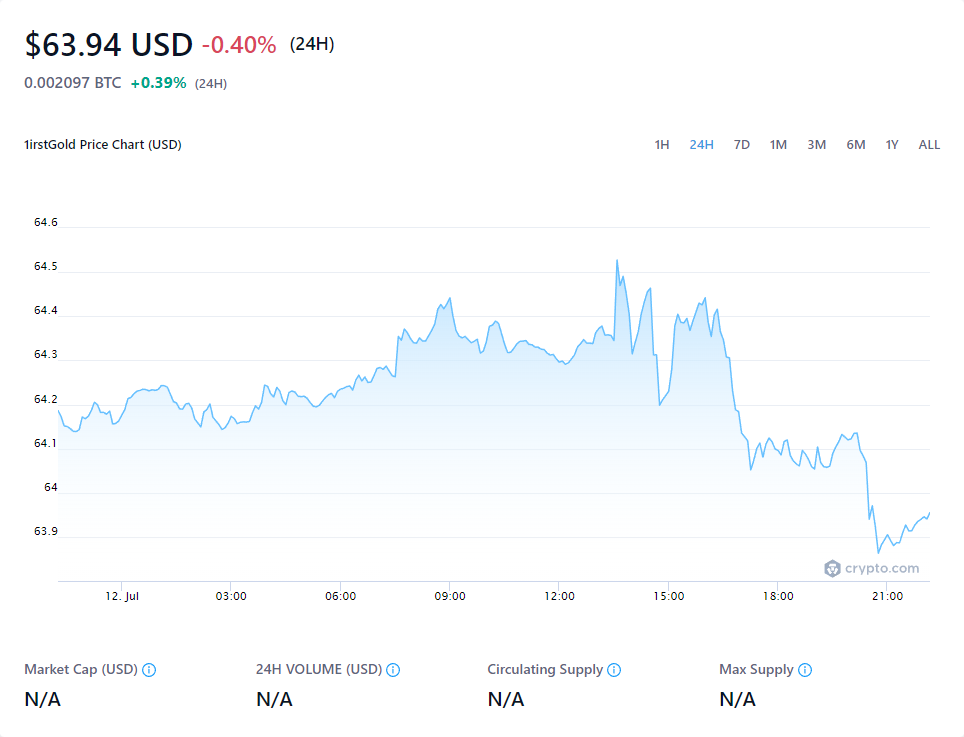 $63.94 USD -0.40% (24H)
0.002097 BTC +0.39% (24H)
1irstGold Price Chart (USD) 1H 24H 7D 1M 3M 6M 1Y ALL
64.6
64.5
64.4
64.3
64.2
64.1
64
63.9
crypto.com
12. Jul 03:00 06:00 09:00 12:00 15:00 18:00 21:00
Market Cap (USD) 24H VOLUME (USD) Circulating Supply Max Supply
N/A N/A N/A N/A